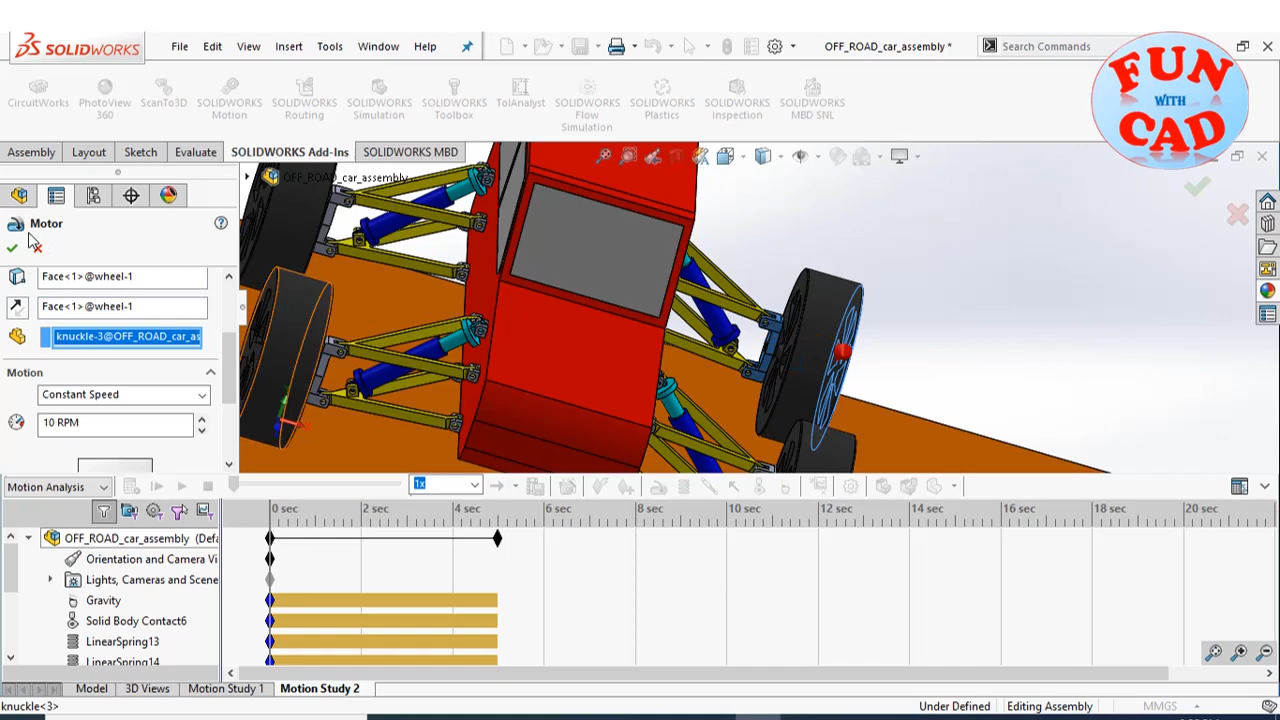 SOLIDWORKS
File Edit View Insert Tools Window Help
OFF_ROAD_car_assembly *
Search Commands
FUN
WITH
CAD
CircuitWorks
PhotoView
360
ScanTo3D
SOLIDWORKS
Motion
SOLIDWORKS
Routing
SOLIDWORKS
Simulation
SOLIDWORKS
Toolbox
TolAnalyst
SOLIDWORKS
Flow
Simulation
SOLIDWORKS
Plastics
SOLIDWORKS
Inspection
SOLIDWORKS
MBD SNL
Assembly Layout Sketch Evaluate SOLIDWORKS Add-Ins SOLIDWORKS MBD
OFF_ROAD_car_assembly
Motor
Face<1>@wheel-1
Face<1>@wheel-1
knuckle-3@OFF_ROAD_car_as
Motion
Constant Speed
10 RPM
Motion Analysis
1x
0 sec 2 sec 4 sec 6 sec 8 sec 10 sec 12 sec 14 sec 16 sec 18 sec 20 sec
OFF_ROAD_car_assembly (Defa
Orientation and Camera Vi
Lights, Cameras and Scene
Gravity
Solid Body Contact6
LinearSpring13
LinearSpring14
Model 3D Views Motion Study 1 Motion Study 2
knuckle<3>
Under Defined Editing Assembly MMGS